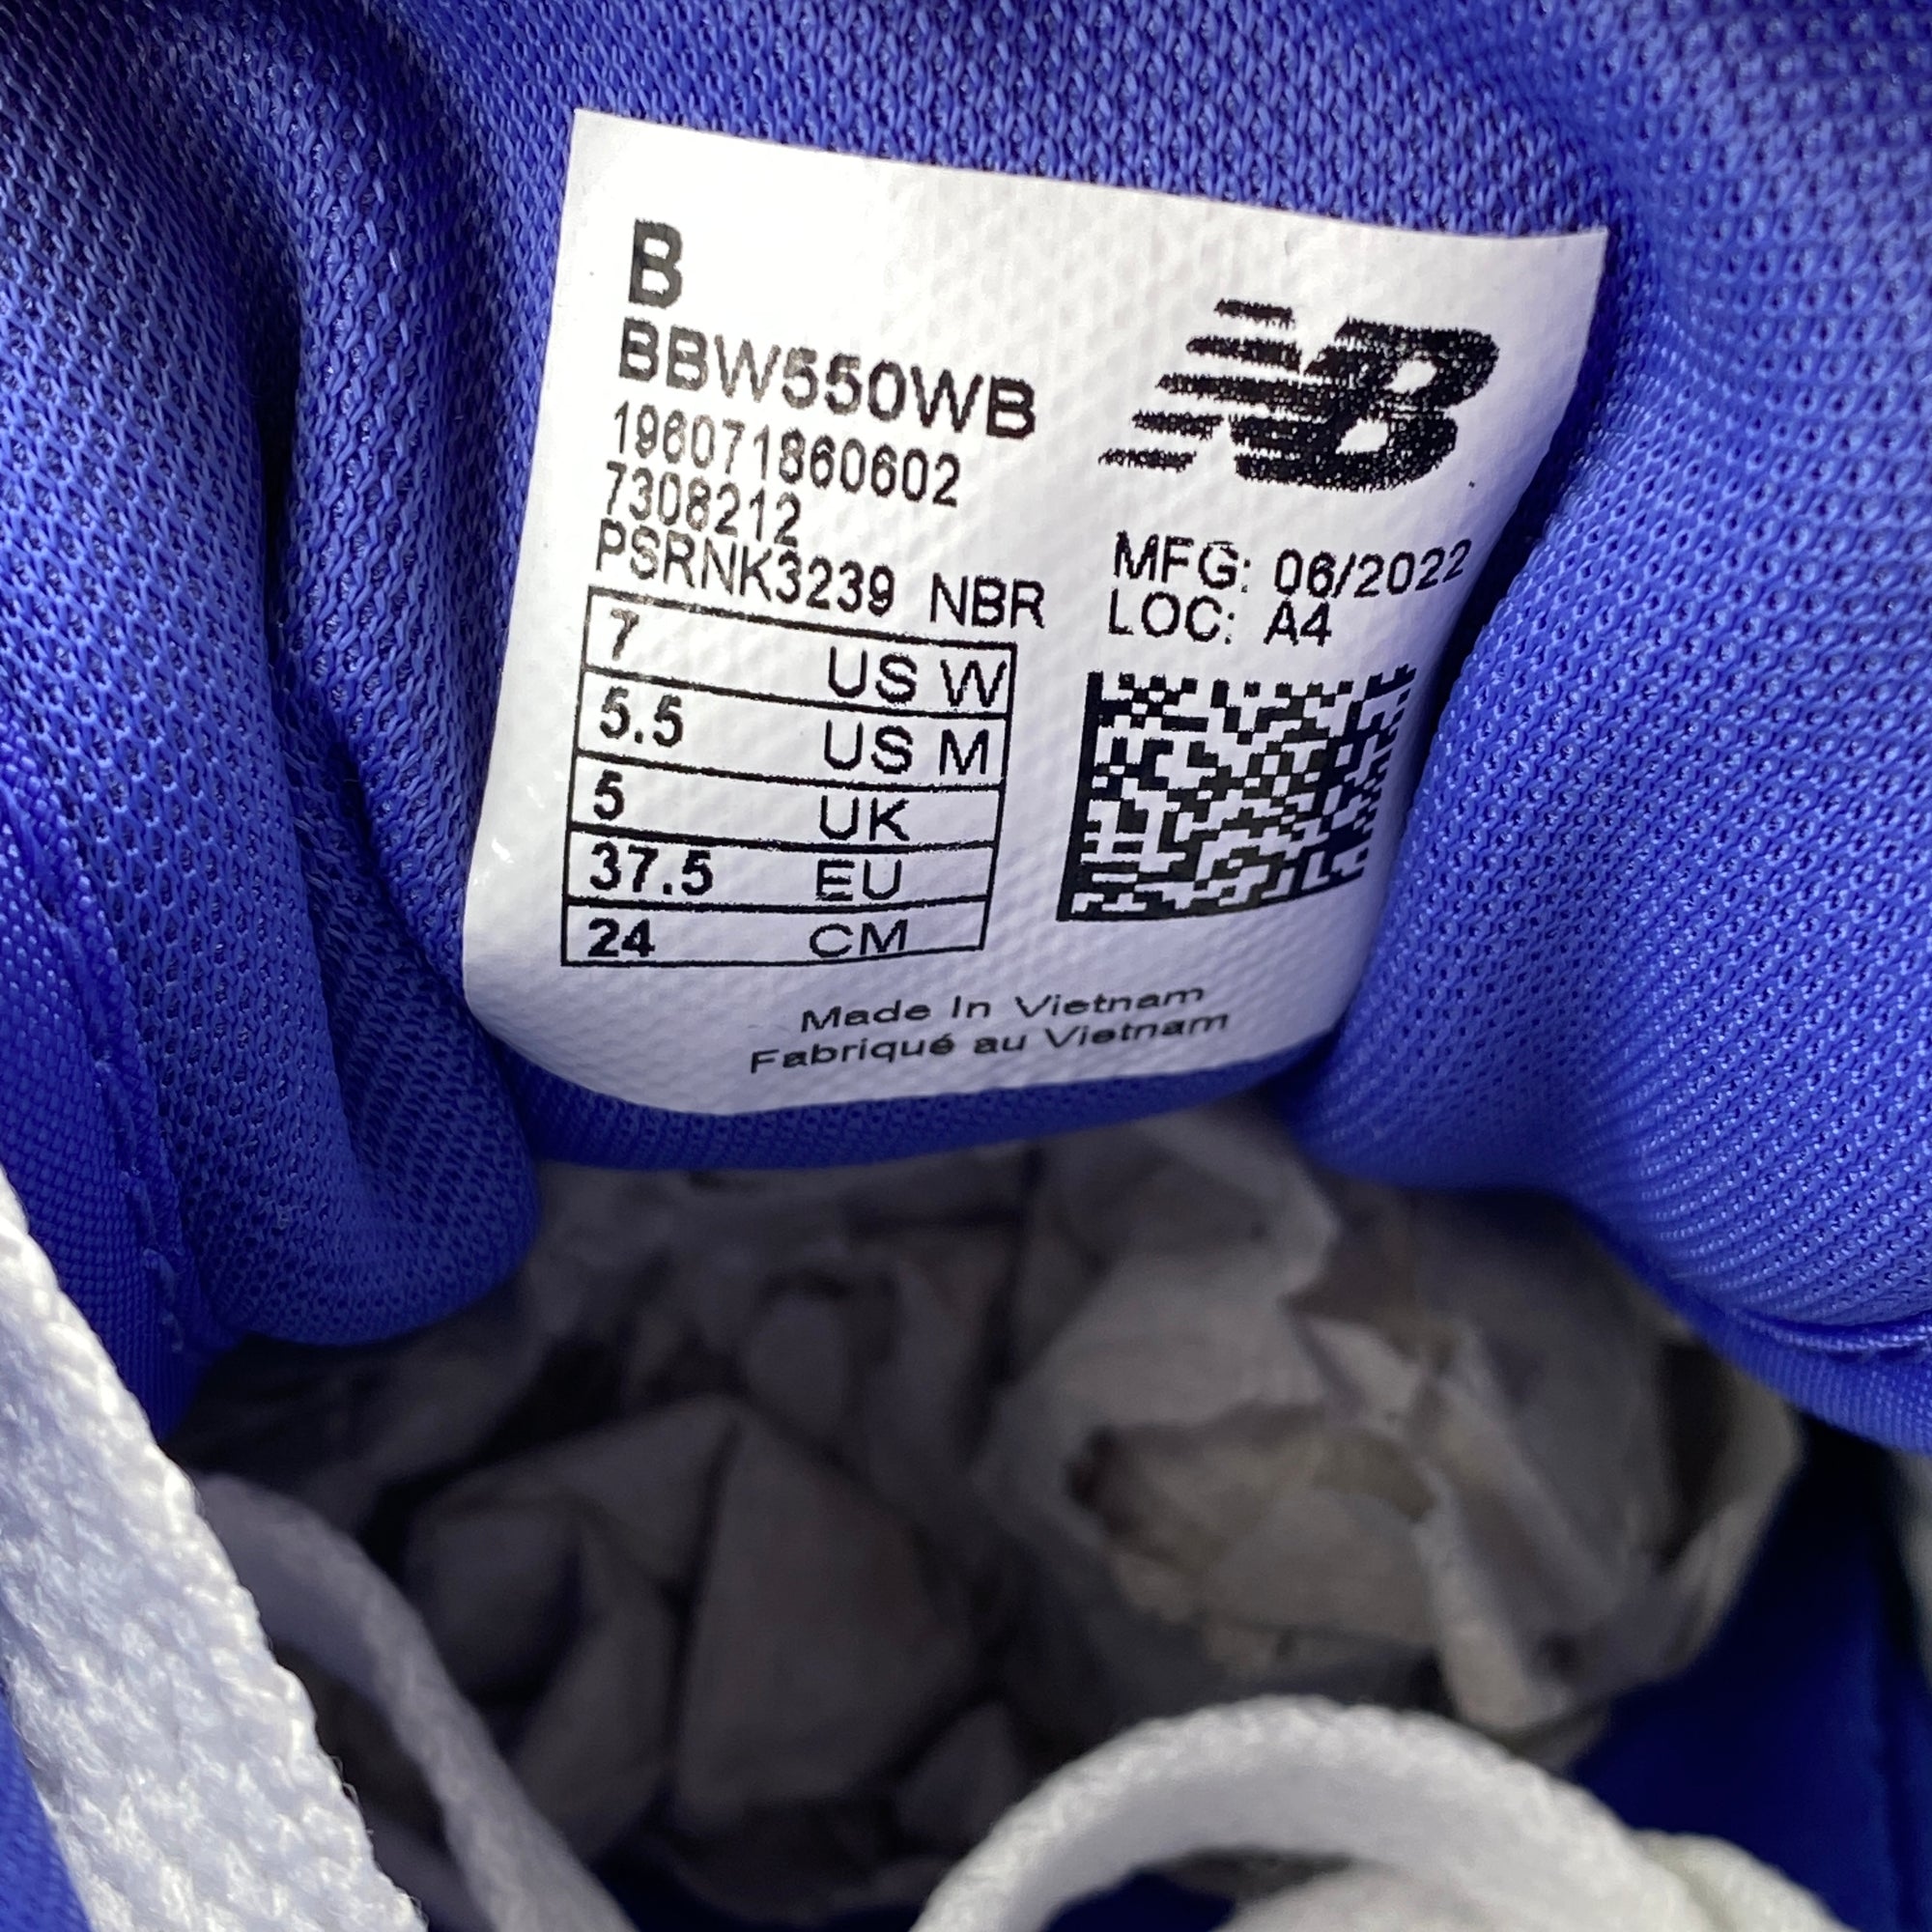 B
BBW550WB
196071860602
7308212
PSRNK3239 NBR
7 US W
5.5 US M
5 UK
37.5 EU
24 CM
NB
MFG: 06/2022
LOC: A4
Made In Vietnam
Fabriqué au Vietnam